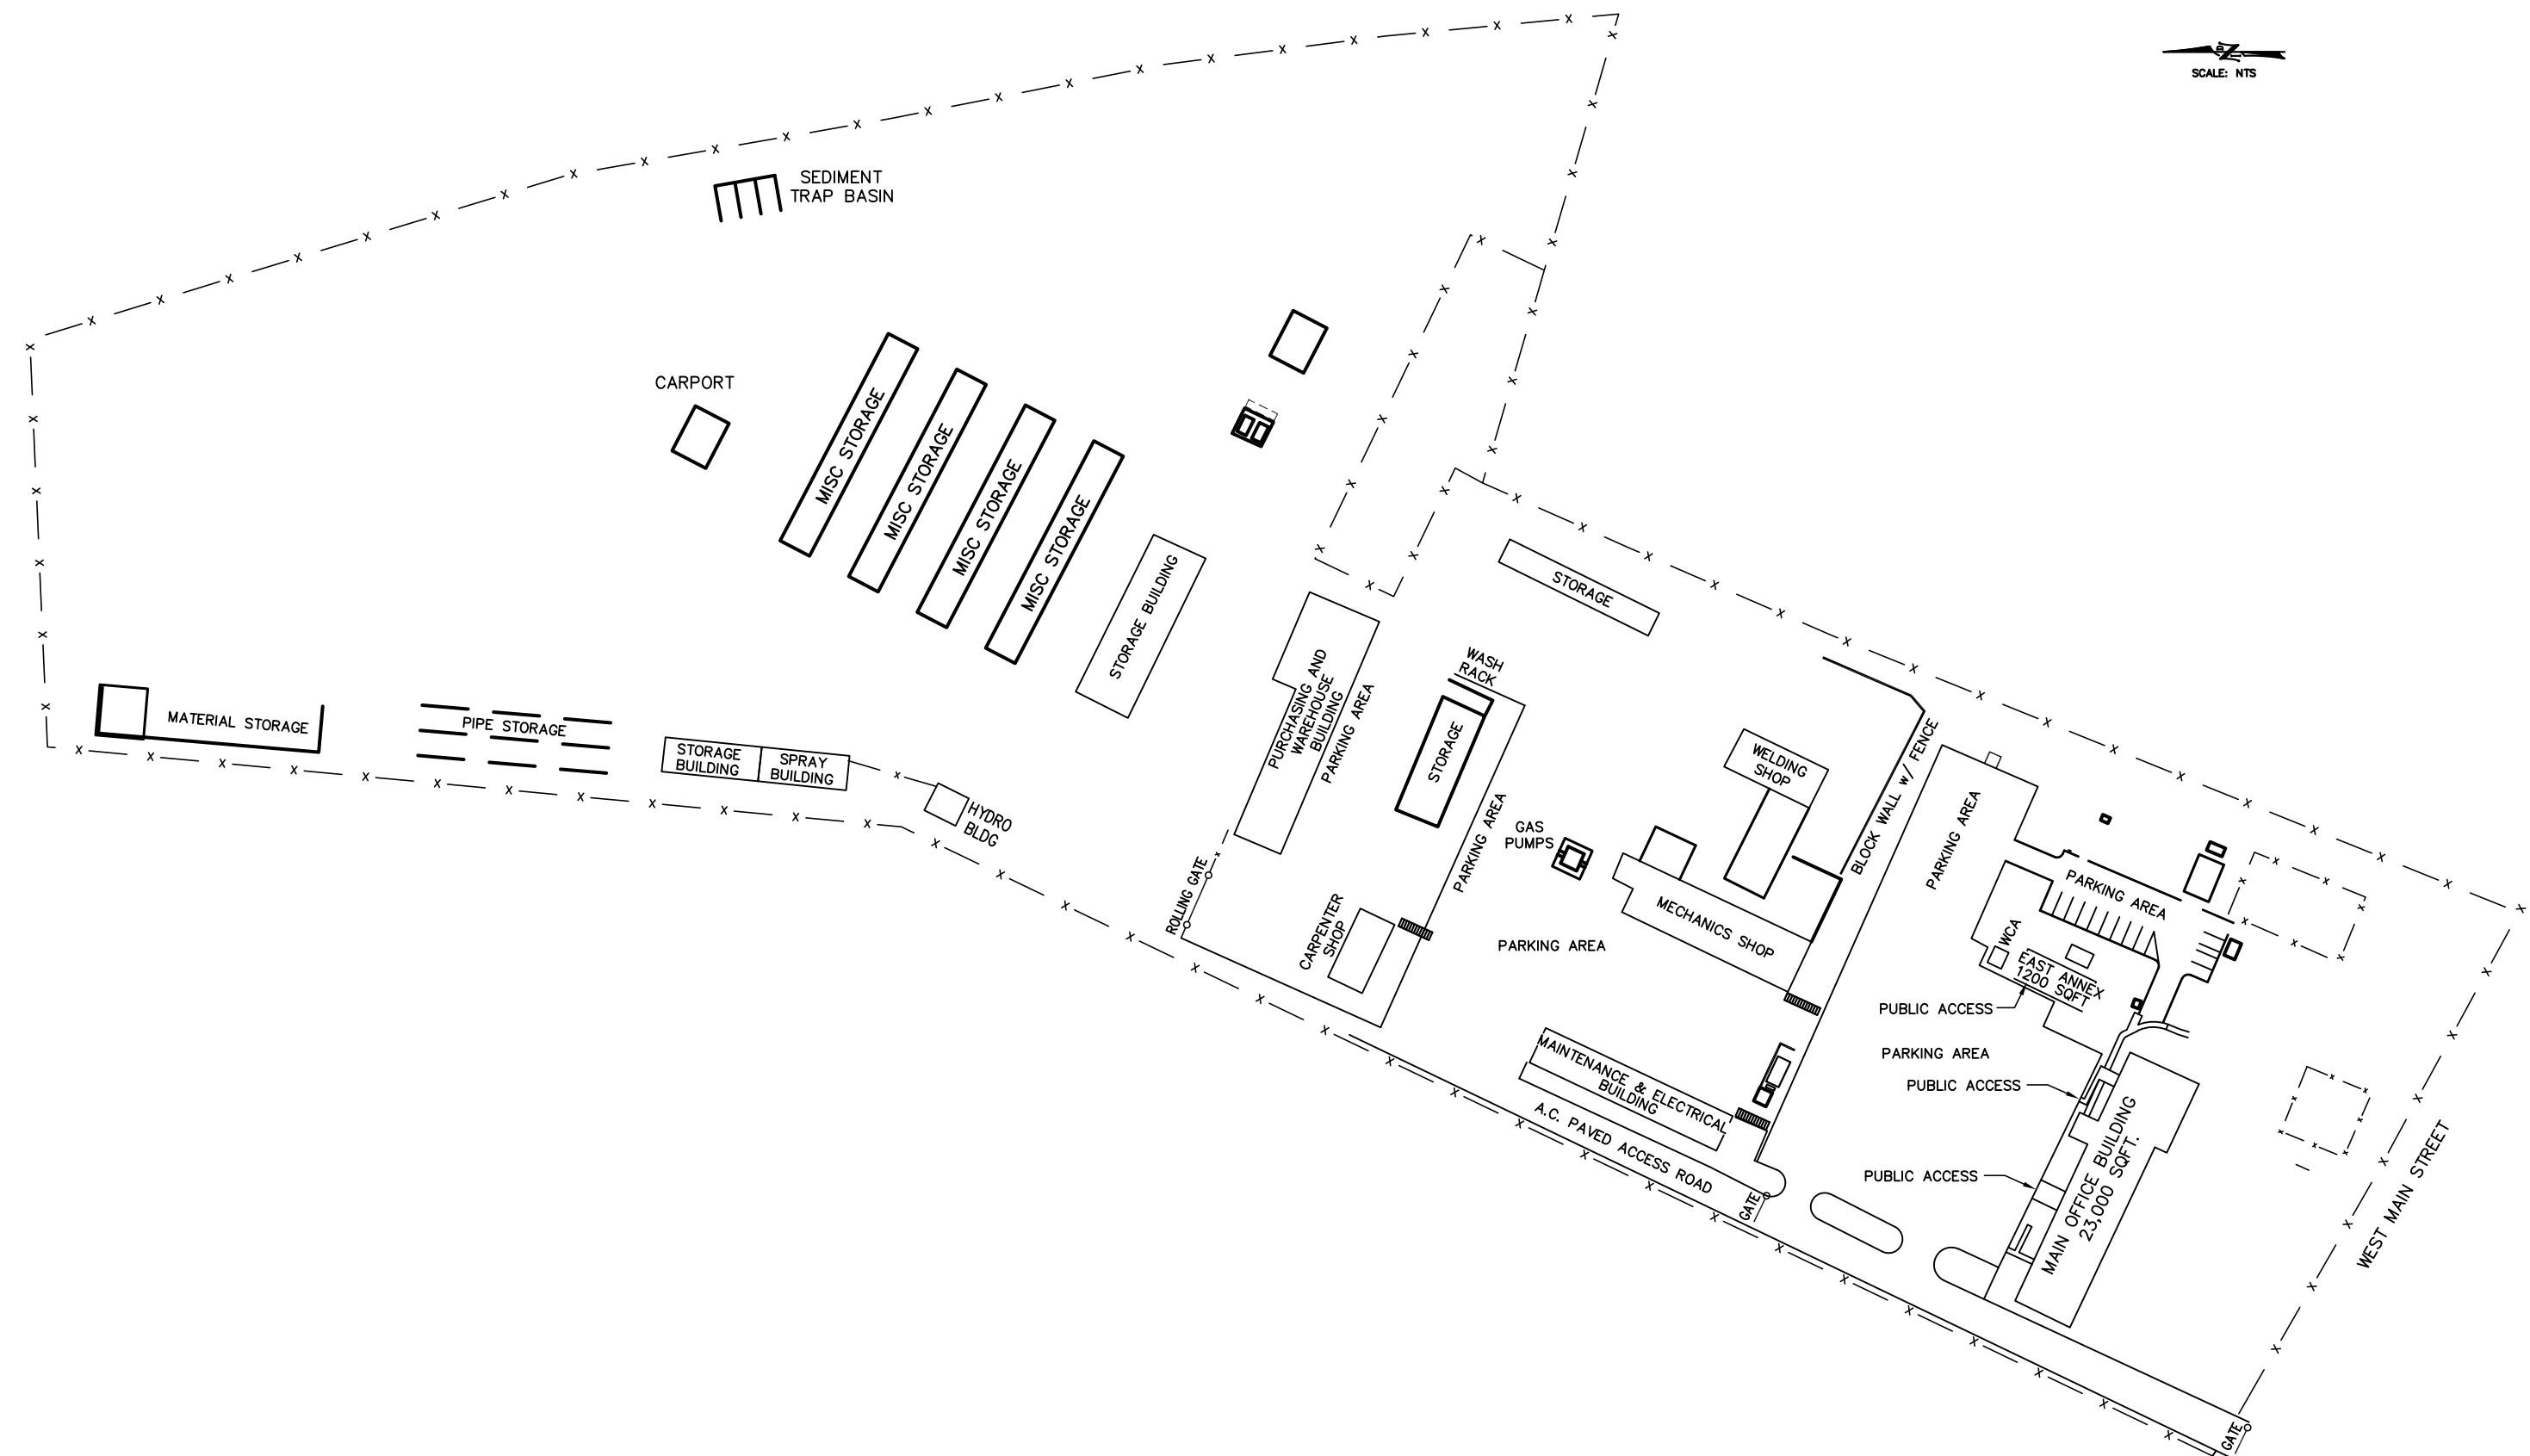 SCALE: NTS
SEDIMENT
TRAP BASIN
CARPORT
MISC STORAGE
MISC STORAGE
MISC STORAGE
MISC STORAGE
STORAGE BUILDING
MATERIAL STORAGE
PIPE STORAGE
STORAGE
BUILDING
SPRAY
BUILDING
HYDRO
BLDG
STORAGE
WASH
RACK
PURCHASING AND
WAREHOUSE
BUILDING
PARKING AREA
STORAGE
PARKING AREA
ROLLING GATE
CARPENTER
SHOP
GAS
PUMPS
WELDING
SHOP
BLOCK WALL w/ FENCE
MECHANICS SHOP
PARKING AREA
PARKING AREA
PARKING AREA
WCA
EAST ANNEX
1200 SQFT
PUBLIC ACCESS
PARKING AREA
PUBLIC ACCESS
PUBLIC ACCESS
MAINTENANCE & ELECTRICAL
BUILDING
A.C. PAVED ACCESS ROAD
GATE
MAIN OFFICE BUILDING
23,000 SQFT.
WEST MAIN STREET
GATE